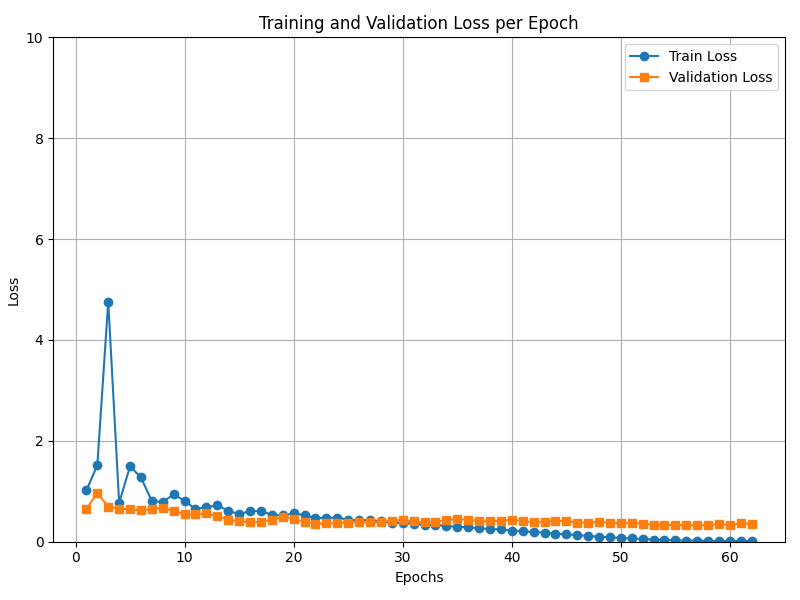 Training and Validation Loss per Epoch
Train Loss
Validation Loss
10
8
6
4
2
0
Loss
0 10 20 30 40 50 60
Epochs